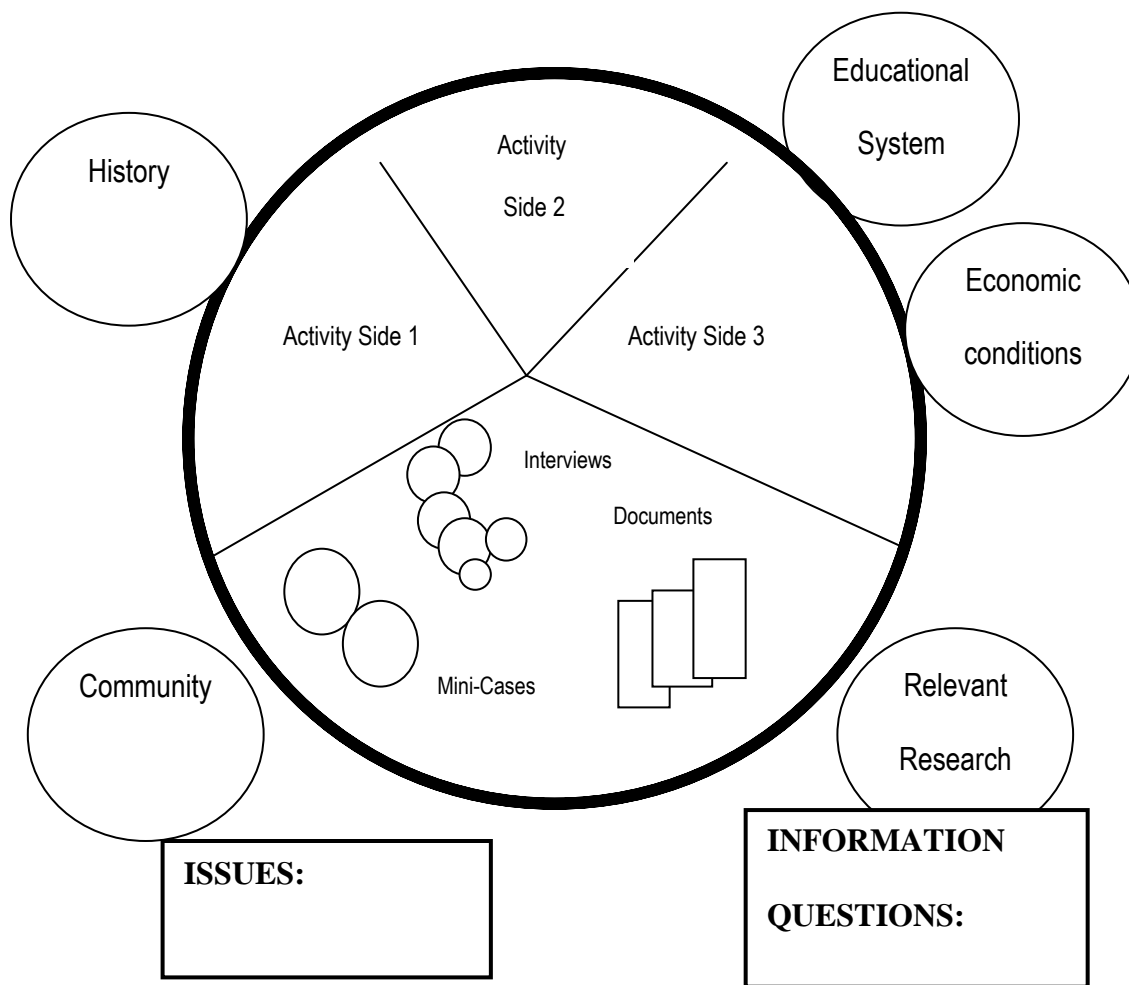 Educational
System
Activity
Side 2
History
Economic
conditions
Activity Side 1
Activity Side 3
Interviews
Documents
Community
Mini-Cases
Relevant
Research
ISSUES:
INFORMATION
QUESTIONS: